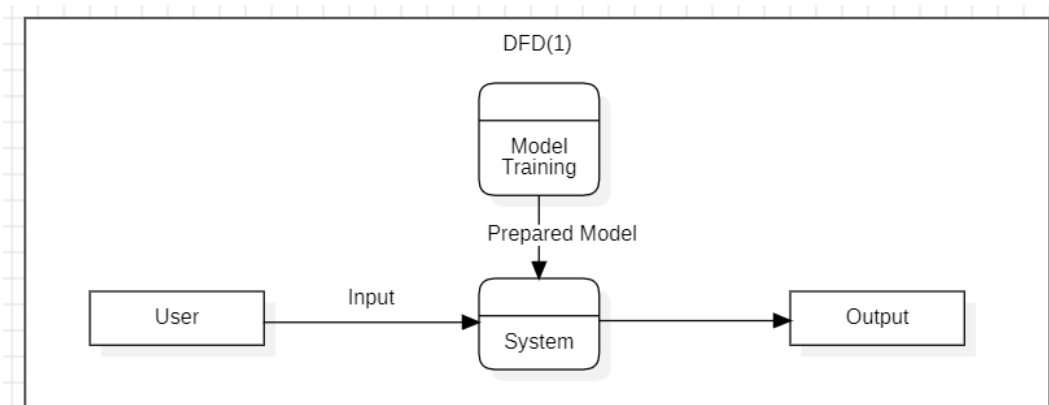 DFD(1)
Model
Training
Prepared Model
Input
User
System
Output